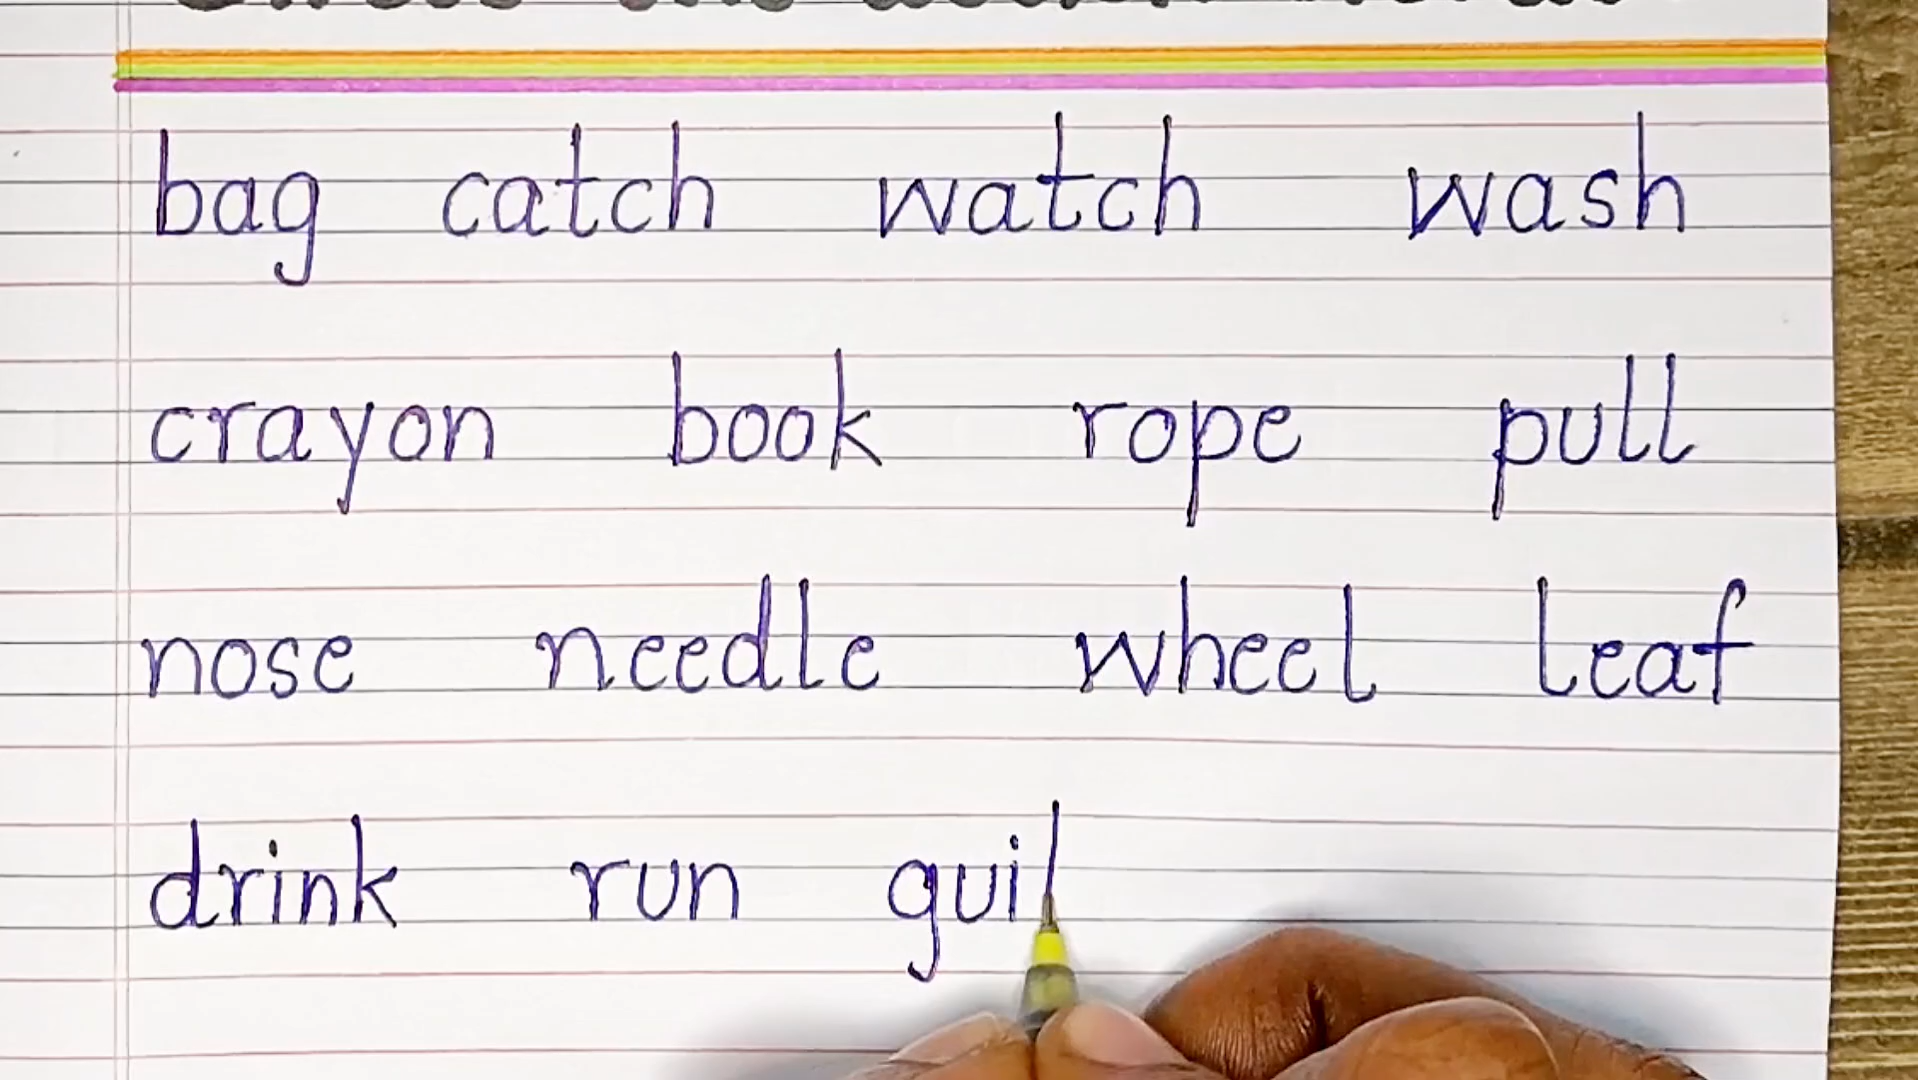 bag catch watch wash
crayon book rope pull
nose needle wheel leaf
drink run